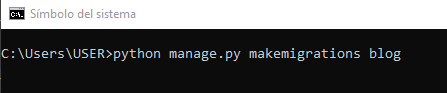 Símbolo del sistema
C:\Users\USER>python manage.py makemigrations blog